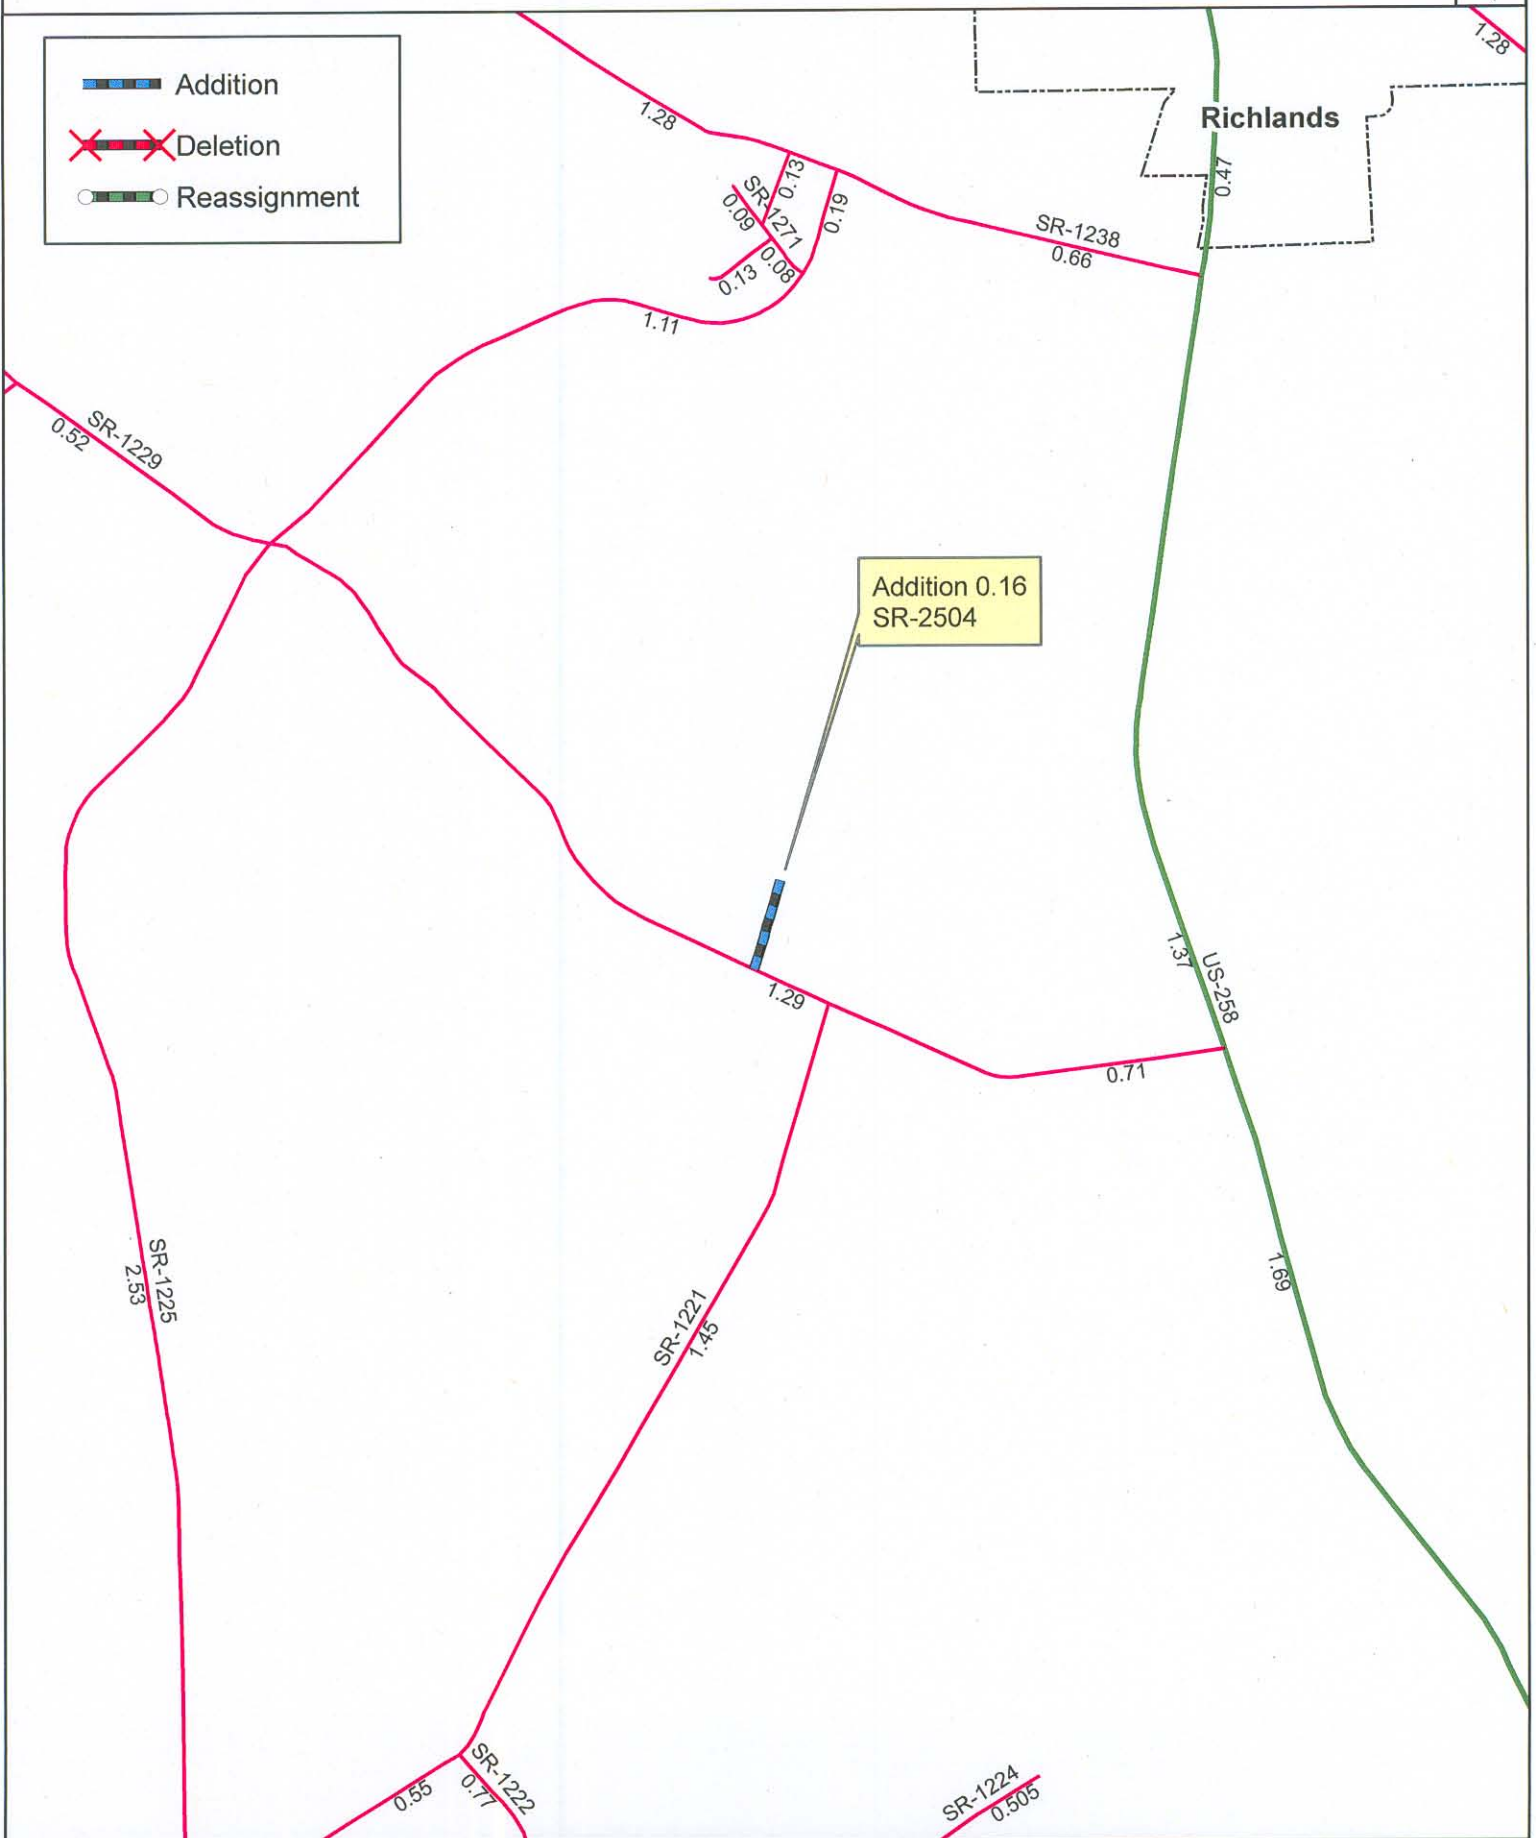 Addition
Deletion
Reassignment
1.28
1.28
Richlands
0.47
0.13
SR-1271
0.09
0.19
0.08
0.13
SR-1238
0.66
1.11
SR-1229
0.52
Addition 0.16
SR-2504
1.37
US-258
1.29
0.71
SR-1225
2.53
1.69
SR-1221
1.45
SR-1222
0.77
0.55
SR-1224
0.505